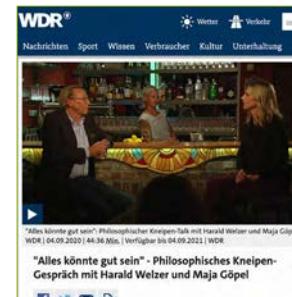 WDR®
Wetter Verkehr
Nachrichten Sport Wissen Verbraucher Kultur Unterhaltung
"Alles könnte gut sein": Philosophischer Kneipen-Talk mit Harald Welzer und Maja Göp
WDR | 04.09.2020 | 44:36 Min. | Verfügbar bis 04.09.2021 | WDR
"Alles könnte gut sein" - Philosophisches Kneipen-
Gespräch mit Harald Welzer und Maja Göpel